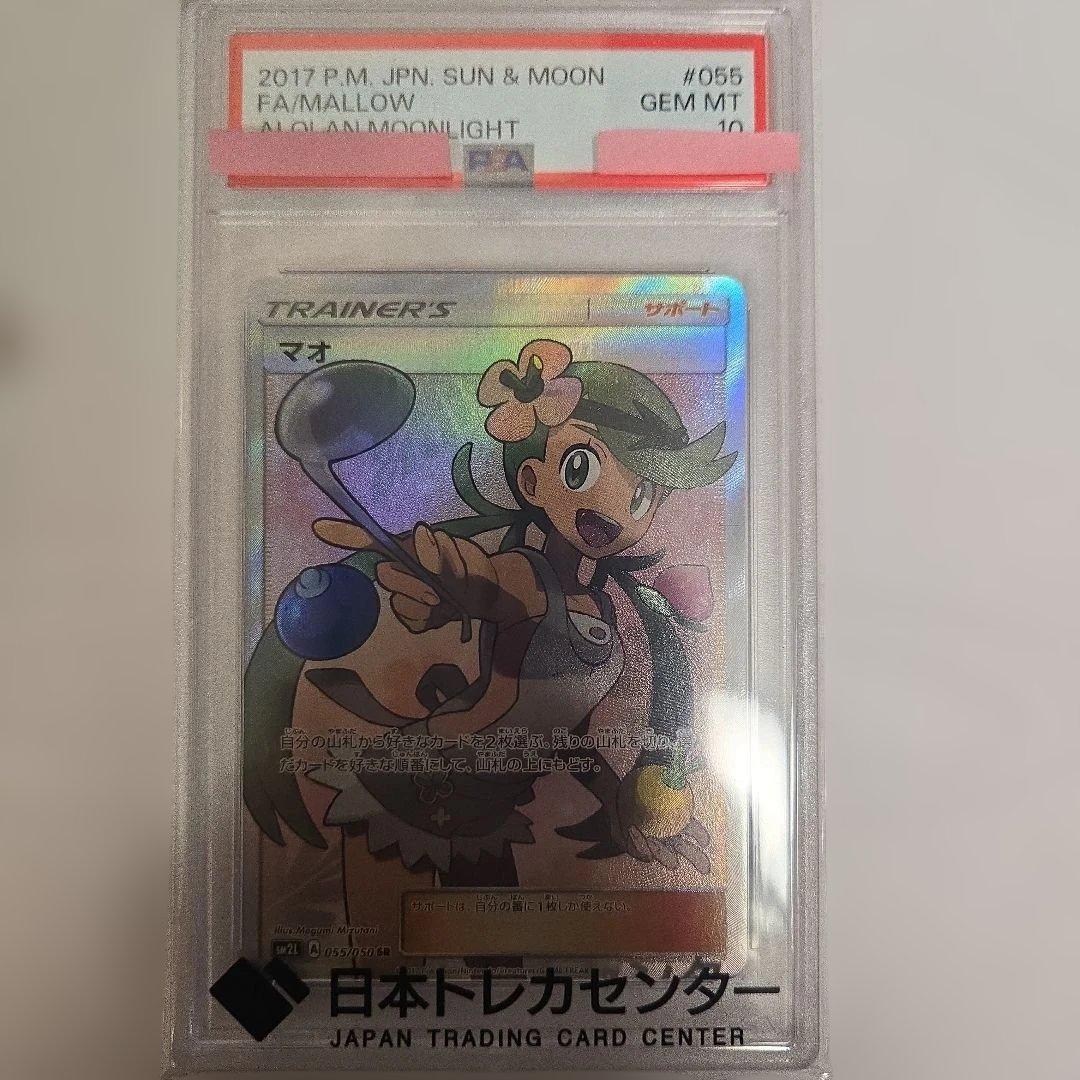 2017 P.M. JPN. SUN & MOON #055
FA/MALLOW GEM MT
ALOLAN MOONLIGHT 10
PSA
TRAINER'S サポート
マオ
自分の山札から好きなカードを2枚選ぶ。残りの山札を切り、
だカードを好きな順番にして、山札の上にもどす。
サポートは、自分の番に1枚しか使えない。
Illus. Megumi Mizutani
SM2L A 055/050 SR
日本トレカセンター
JAPAN TRADING CARD CENTER